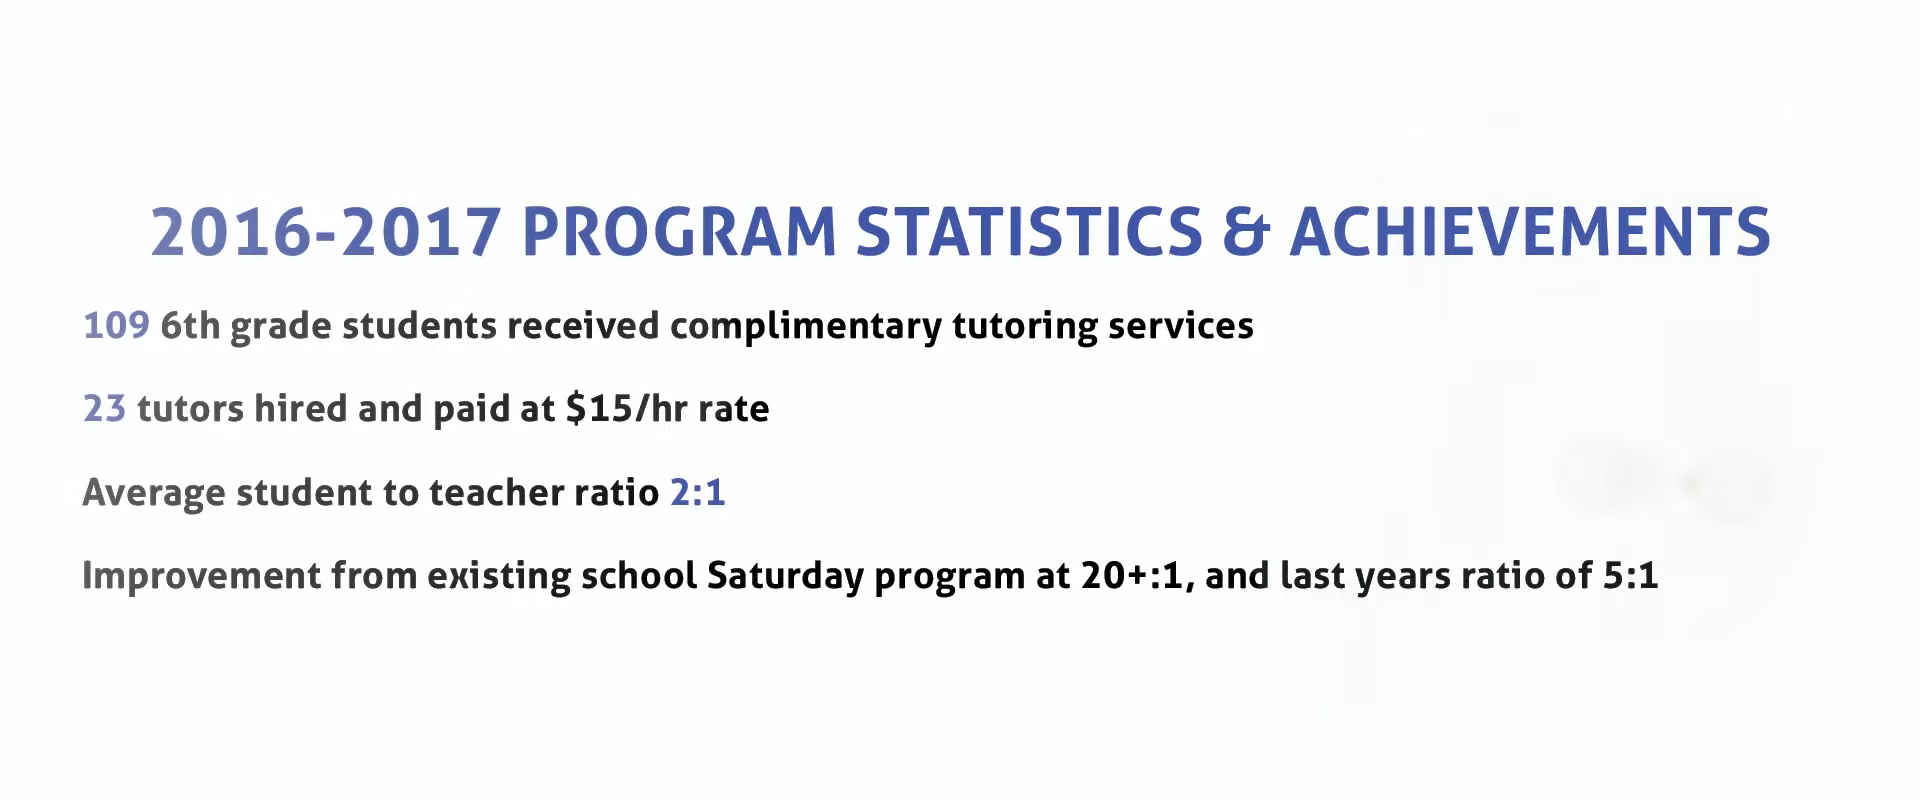 2016-2017 PROGRAM STATISTICS & ACHIEVEMENTS
109 6th grade students received complimentary tutoring services
23 tutors hired and paid at $15/hr rate
Average student to teacher ratio 2:1
Improvement from existing school Saturday program at 20+:1, and last years ratio of 5:1